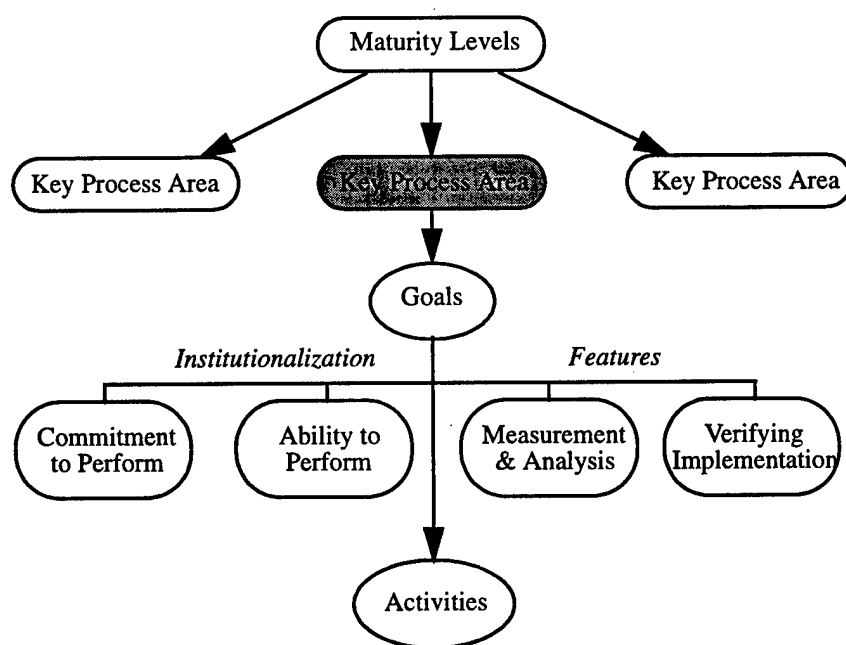 Maturity Levels
Key Process Area
Key Process Area
Key Process Area
Goals
Institutionalization
Features
Commitment
to Perform
Ability to
Perform
Measurement
& Analysis
Verifying
Implementation
Activities